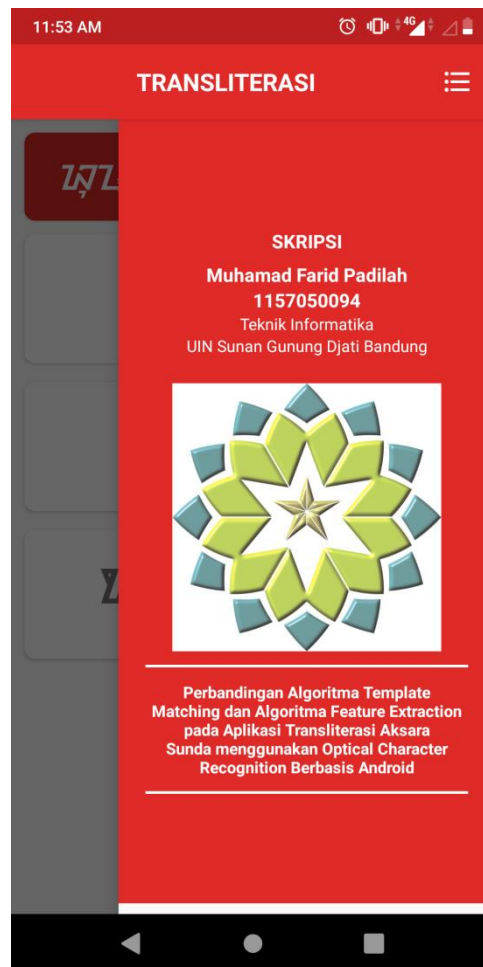 11:53 AM
4G
TRANSLITERASI
SKRIPSI
Muhamad Farid Padilah
1157050094
Teknik Informatika
UIN Sunan Gunung Djati Bandung
Perbandingan Algoritma Template
Matching dan Algoritma Feature Extraction
pada Aplikasi Transliterasi Aksara
Sunda menggunakan Optical Character
Recognition Berbasis Android